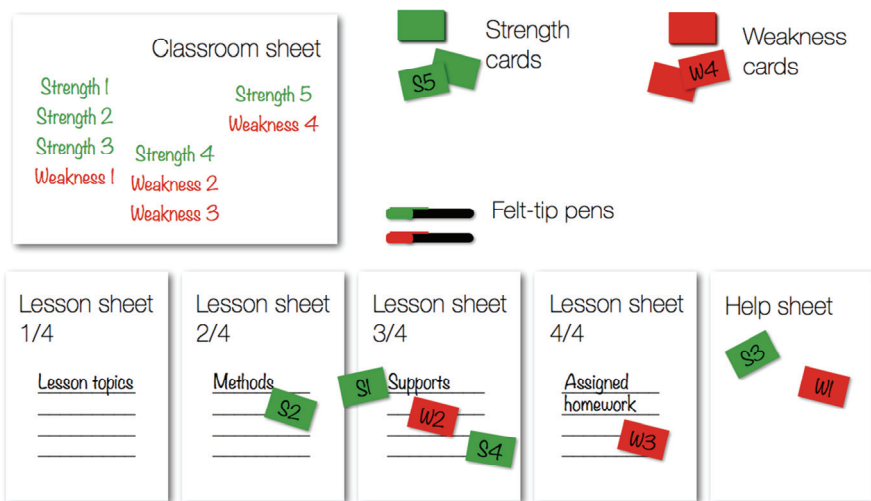 Classroom sheet
Strength 1
Strength 2
Strength 3
Weakness 1
Strength 4
Weakness 2
Weakness 3
Strength 5
Weakness 4
Strength
cards
S5
Weakness
cards
W4
Felt-tip pens
Lesson sheet
1/4
Lesson topics
Lesson sheet
2/4
Methods
S2
Lesson sheet
3/4
S1
Supports
W2
S4
Lesson sheet
4/4
Assigned
homework
W3
Help sheet
S3
W1